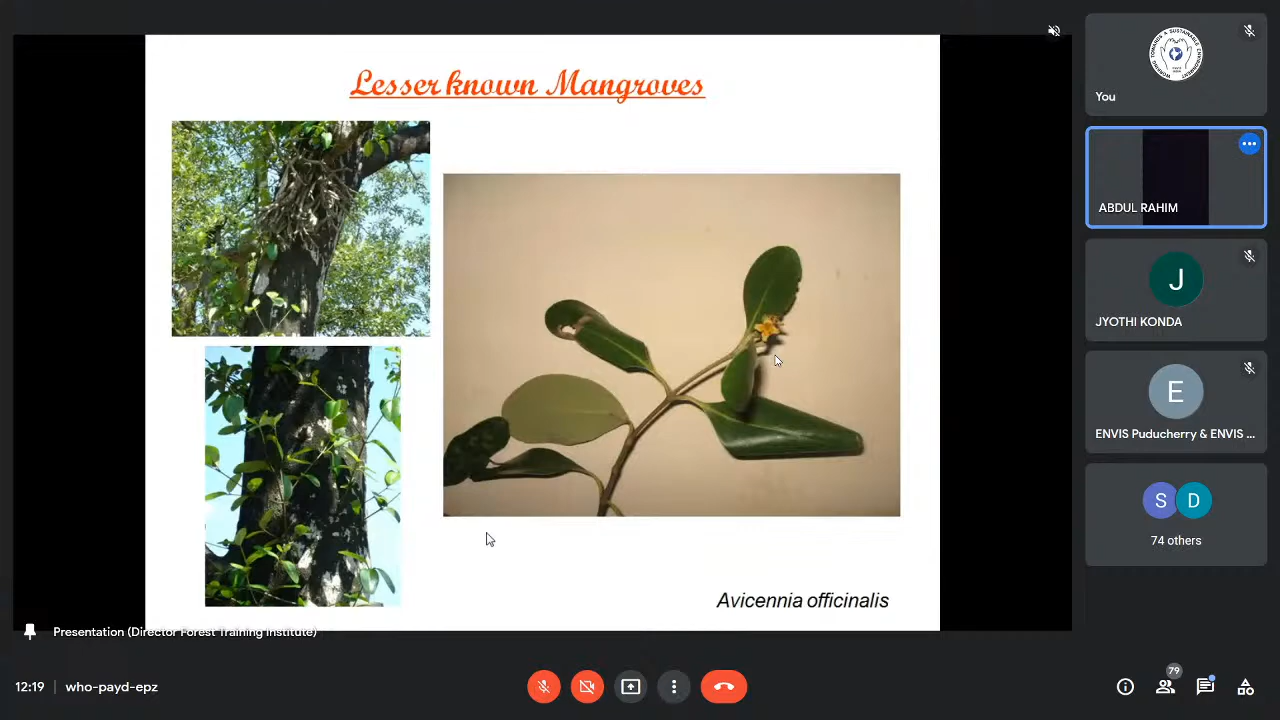 Lesser known Mangroves
Avicennia officinalis
Presentation (Director Forest Training Institute)
12:19 | who-payd-epz
You
ABDUL RAHIM
J
JYOTHI KONDA
E
ENVIS Puducherry & ENVIS ...
S D
74 others
79